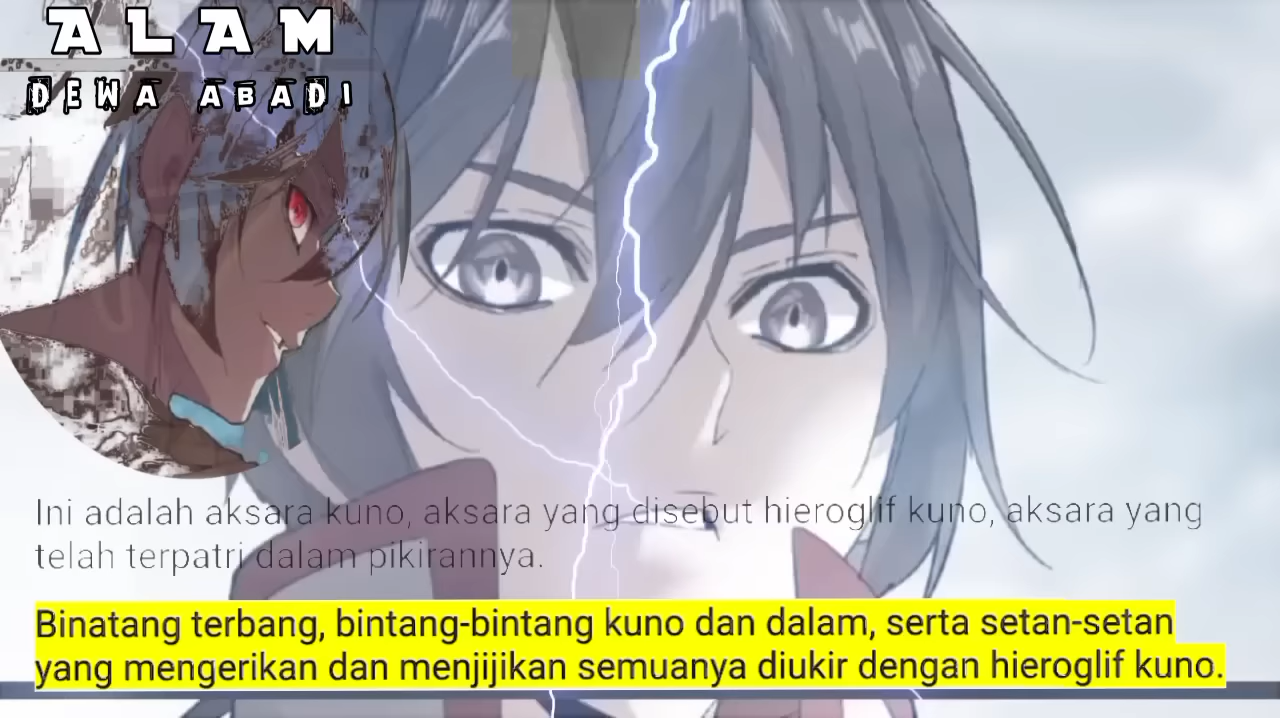 ALAM
DEWA ABADI
Ini adalah aksara kuno, aksara yang disebut hieroglif kuno, aksara yang
telah terpatri dalam pikirannya.
Binatang terbang, bintang-bintang kuno dan dalam, serta setan-setan
yang mengerikan dan menjijikan semuanya diukir dengan hieroglif kuno.